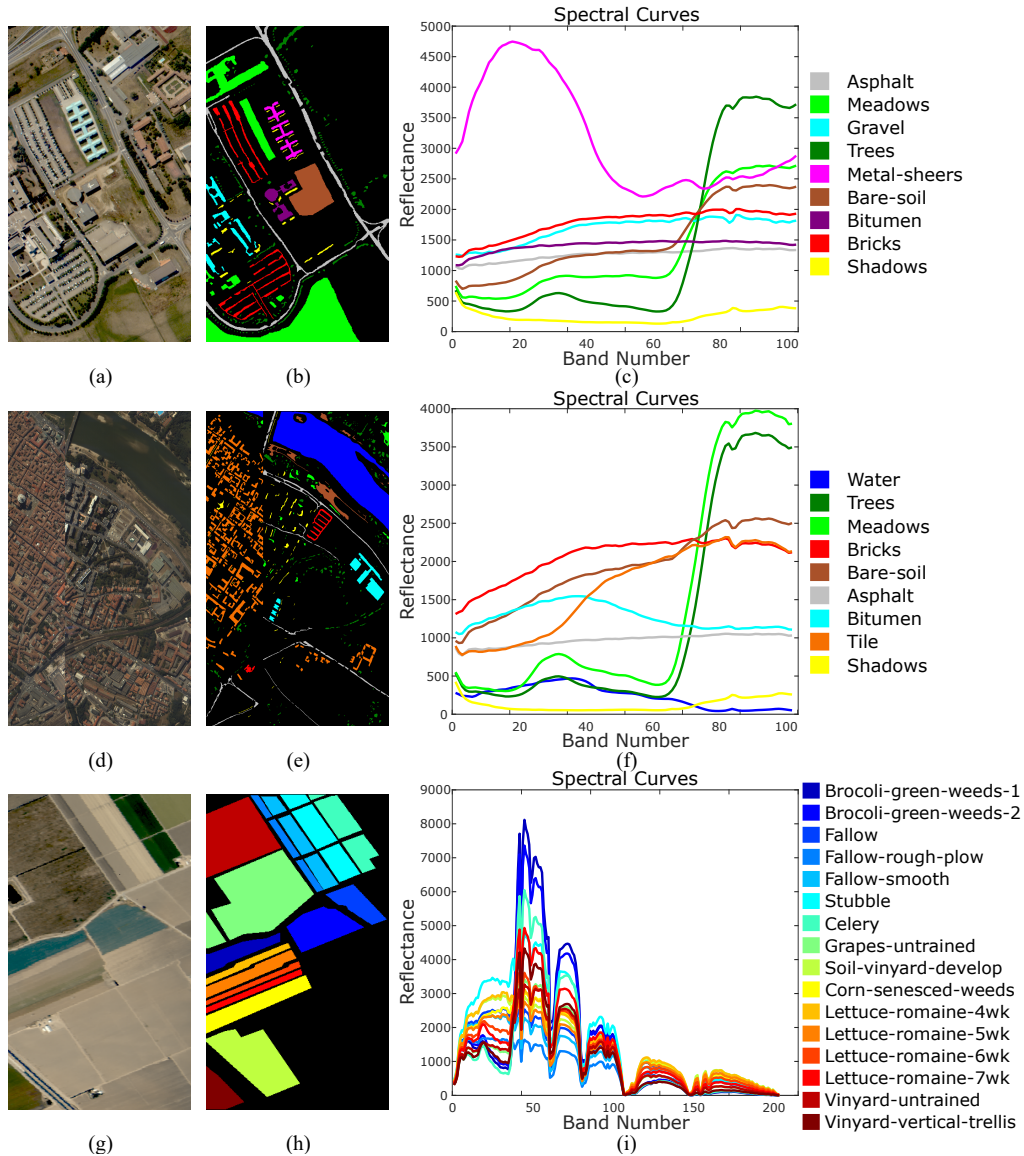 Spectral Curves
5000
4500
4000
3500
3000
2500
2000
1500
1000
500
0
Reflectance
0 20 40 60 80 100
Band Number
Asphalt
Meadows
Gravel
Trees
Metal-sheers
Bare-soil
Bitumen
Bricks
Shadows
(a) (b) (c)
Spectral Curves
4000
3500
3000
2500
2000
1500
1000
500
0
Reflectance
0 20 40 60 80 100
Band Number
Water
Trees
Meadows
Bricks
Bare-soil
Asphalt
Bitumen
Tile
Shadows
(d) (e) (f)
Spectral Curves
9000
8000
7000
6000
5000
4000
3000
2000
1000
0
Reflectance
0 50 100 150 200
Band Number
Brocoli-green-weeds-1
Brocoli-green-weeds-2
Fallow
Fallow-rough-plow
Fallow-smooth
Stubble
Celery
Grapes-untrained
Soil-vinyard-develop
Corn-senesced-weeds
Lettuce-romaine-4wk
Lettuce-romaine-5wk
Lettuce-romaine-6wk
Lettuce-romaine-7wk
Vinyard-untrained
Vinyard-vertical-trellis
(g) (h) (i)